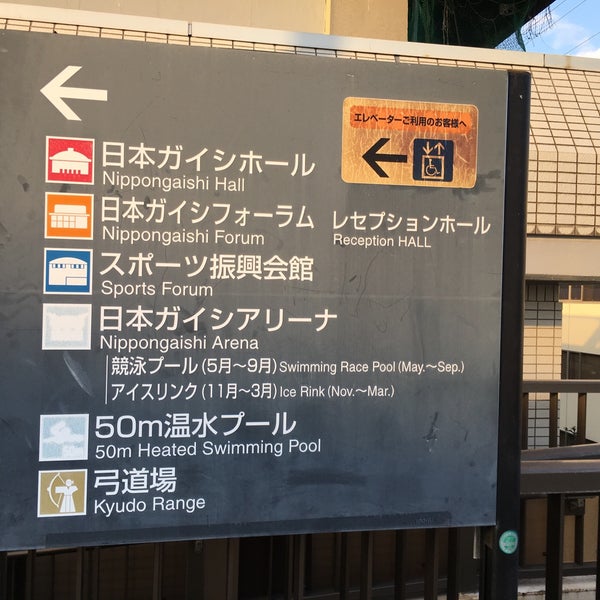 エレベーターご利用のお客様へ
日本ガイシホール
Nippongaishi Hall
日本ガイシフォーラム レセプションホール
Nippongaishi Forum Reception HALL
スポーツ振興会館
Sports Forum
日本ガイシアリーナ
Nippongaishi Arena
競泳プール(5月〜9月) Swimming Race Pool (May.〜Sep.)
アイスリンク(11月〜3月) Ice Rink (Nov.〜Mar.)
50m温水プール
50m Heated Swimming Pool
弓道場
Kyudo Range